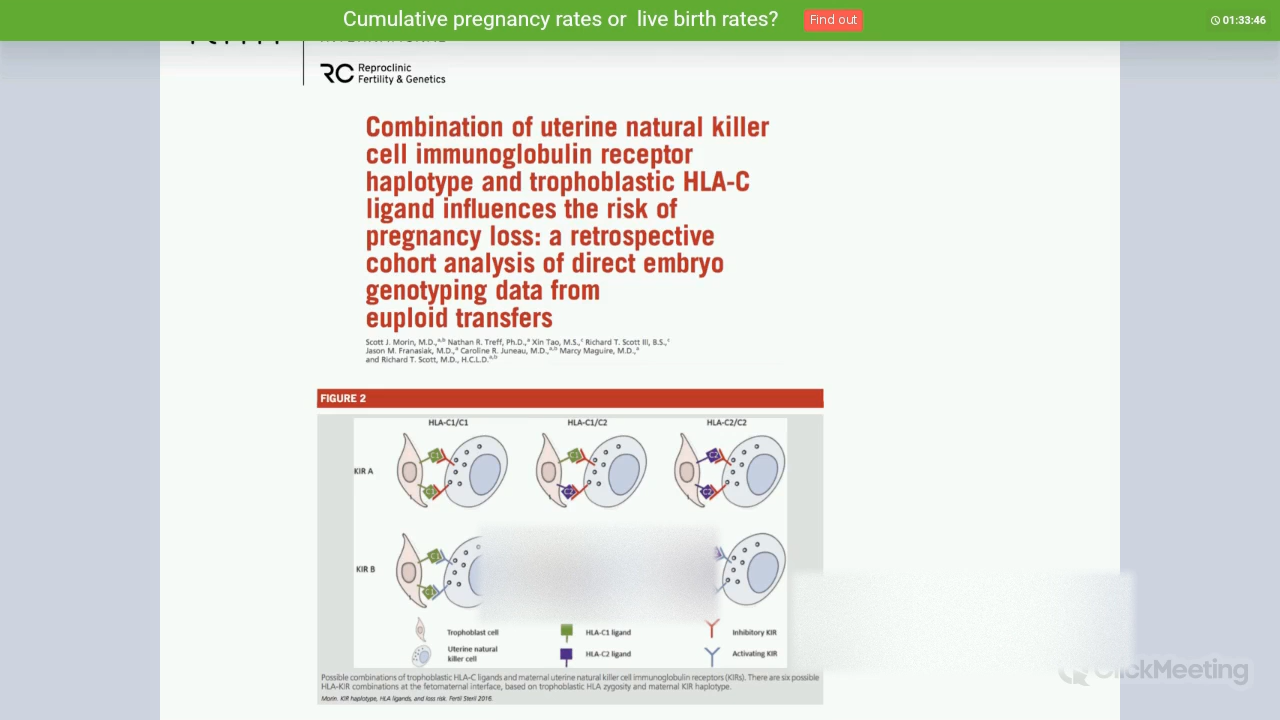 Cumulative pregnancy rates or live birth rates?
Find out
01:33:46
RC Reproclinic
Fertility & Genetics
Combination of uterine natural killer
cell immunoglobulin receptor
haplotype and trophoblastic HLA-C
ligand influences the risk of
pregnancy loss: a retrospective
cohort analysis of direct embryo
genotyping data from
euploid transfers
Scott J. Morin, M.D.,a,b Nathan R. Treff, Ph.D.,a Xin Tao, M.S.,c Richard T. Scott III, B.S.,c
Jason M. Franasiak, M.D.,a Caroline R. Juneau, M.D.,a,b Marcy Maguire, M.D.,a
and Richard T. Scott, M.D., H.C.L.D.a,b
FIGURE 2
HLA-C1/C1 HLA-C1/C2 HLA-C2/C2
KIR A
KIR B
Trophoblast cell HLA-C1 ligand Inhibitory KIR
Uterine natural
killer cell HLA-C2 ligand Activating KIR
Possible combinations of trophoblastic HLA-C ligands and maternal uterine natural killer cell immunoglobulin receptors (KIRs). There are six possible
HLA-KIR combinations at the fetomaternal interface, based on trophoblastic HLA zygosity and maternal KIR haplotype.
Morin. KIR haplotype, HLA ligands, and loss risk. Fertil Steril 2016.
ClickMeeting